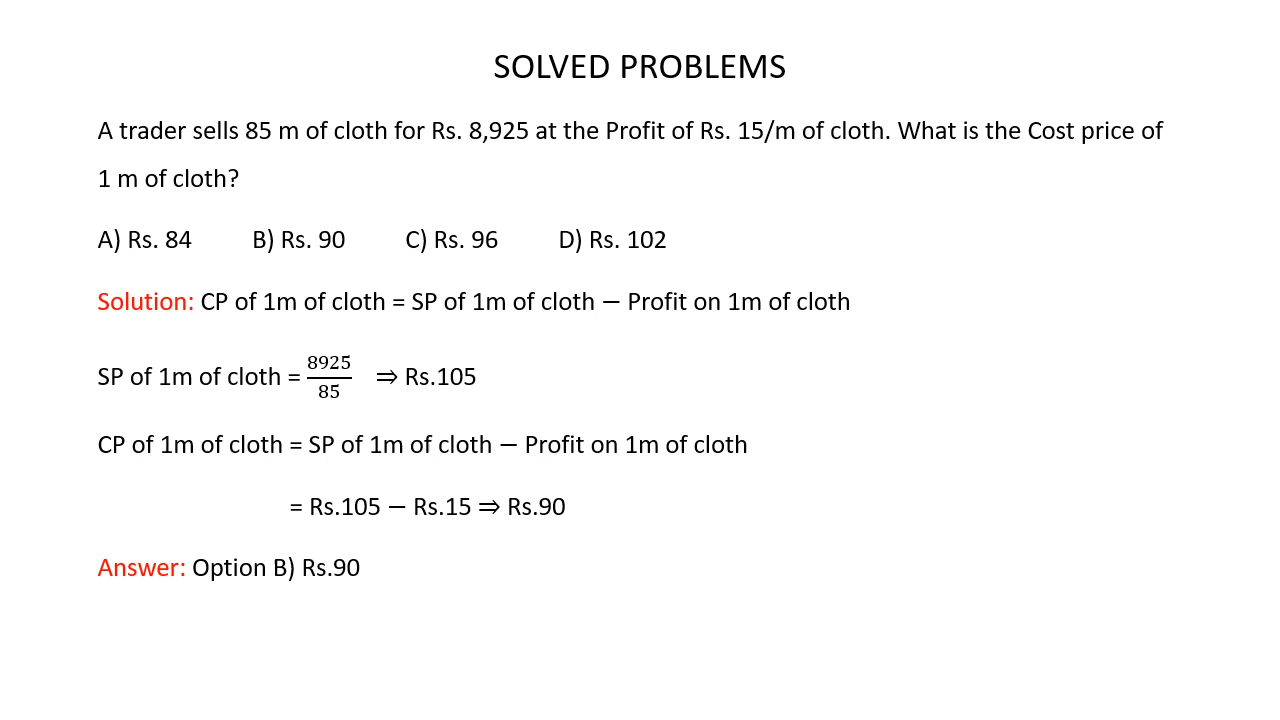 SOLVED PROBLEMS
A trader sells 85 m of cloth for Rs. 8,925 at the Profit of Rs. 15/m of cloth. What is the Cost price of
1 m of cloth?
A) Rs. 84 B) Rs. 90 C) Rs. 96 D) Rs. 102
Solution: CP of 1m of cloth = SP of 1m of cloth − Profit on 1m of cloth
SP of 1m of cloth = 8925/85 ⇒ Rs.105
CP of 1m of cloth = SP of 1m of cloth − Profit on 1m of cloth
= Rs.105 − Rs.15 ⇒ Rs.90
Answer: Option B) Rs.90